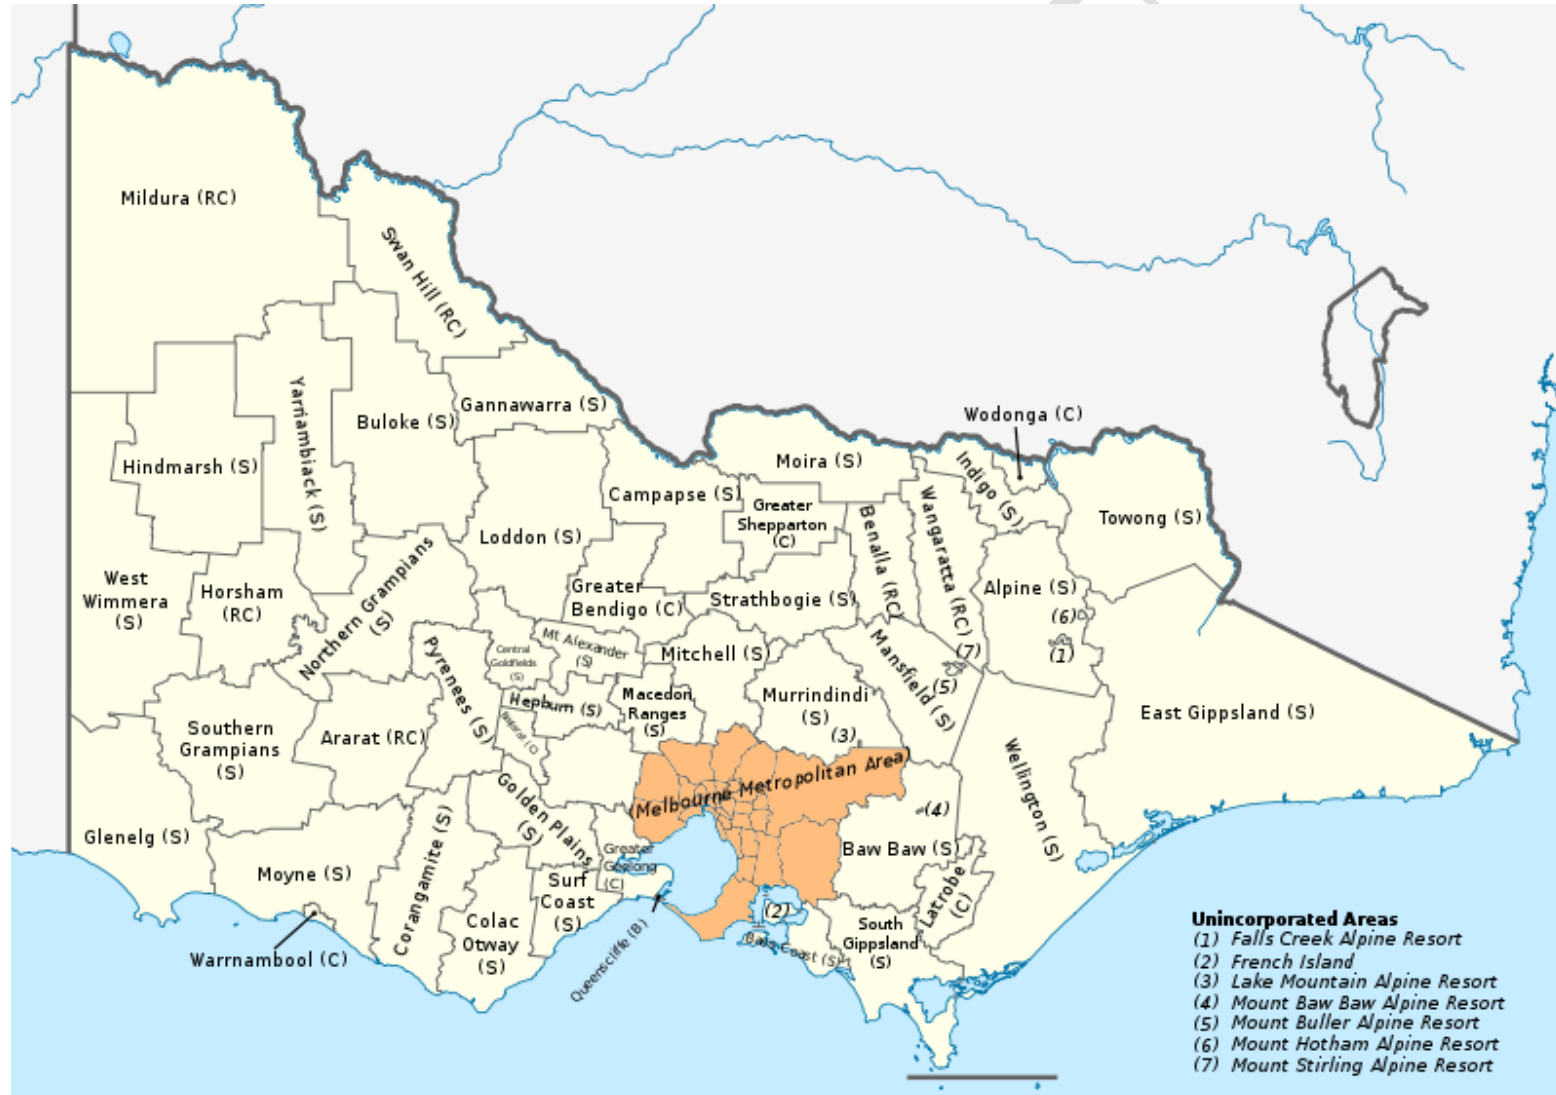 Mildura (RC)
Swan Hill (RC)
Wodonga (C)
Yarriambiack (S)
Gannawarra (S)
Buloke (S)
Hindmarsh (S)
Moira (S)
Indigo (S)
Campapse (S)
Greater
Shepparton
(C)
Benalla (RC)
Wangaratta (RC)
Towong (S)
Loddon (S)
West
Wimmera
(S)
Horsham
(RC)
Northern Grampians
(S)
Greater
Bendigo (C)
Strathbogie (S)
Alpine (S)
(6)
(1)
(7)
(5)
Pyrenees (S)
Central
Goldfields
(S)
Mt Alexander
(S)
Mitchell (S)
Mansfield (S)
Murrindindi
(S)
(3)
Hepburn (S)
Macedon
Ranges
(S)
East Gippsland (S)
Southern
Grampians
(S)
Ararat (RC)
Wellington (S)
(Melbourne Metropolitan Area)
Golden Plains
(S)
(4)
Glenelg (S)
Corangamite (S)
Greater
Geelong
(C)
Baw Baw (S)
Moyne (S)
Surf
Coast
(S)
Latrobe
(C)
Colac
Otway
(S)
(2)
South
Gippsland
(S)
Bass Coast (S)
Warrnambool (C)
Queenscliffe (B)
Unincorporated Areas
(1) Falls Creek Alpine Resort
(2) French Island
(3) Lake Mountain Alpine Resort
(4) Mount Baw Baw Alpine Resort
(5) Mount Buller Alpine Resort
(6) Mount Hotham Alpine Resort
(7) Mount Stirling Alpine Resort